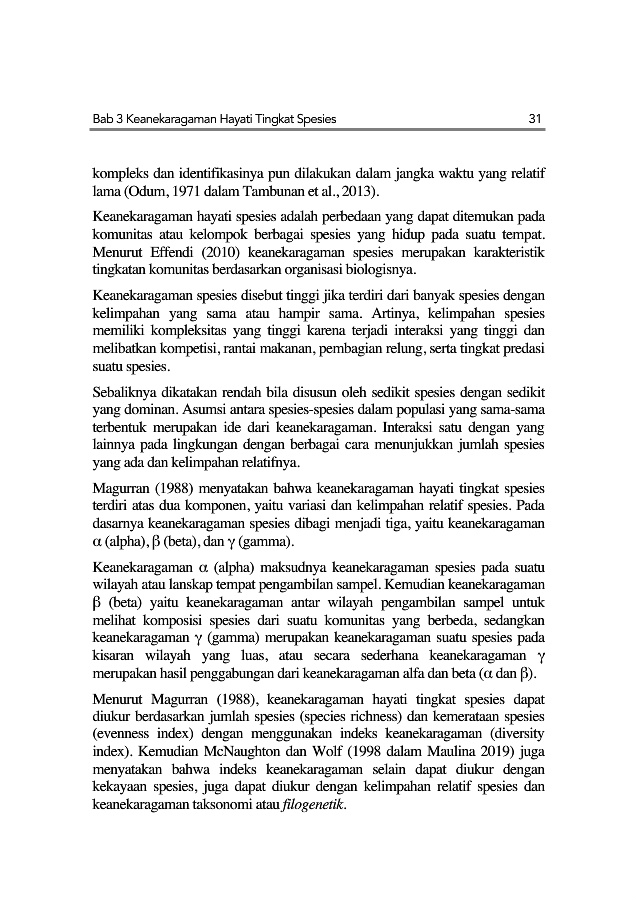 Bab 3 Keanekaragaman Hayati Tingkat Spesies 31
kompleks dan identifikasinya pun dilakukan dalam jangka waktu yang relatif
lama (Odum, 1971 dalam Tambunan et al., 2013).
Keanekaragaman hayati spesies adalah perbedaan yang dapat ditemukan pada
komunitas atau kelompok berbagai spesies yang hidup pada suatu tempat.
Menurut Effendi (2010) keanekaragaman spesies merupakan karakteristik
tingkatan komunitas berdasarkan organisasi biologisnya.
Keanekaragaman spesies disebut tinggi jika terdiri dari banyak spesies dengan
kelimpahan yang sama atau hampir sama. Artinya, kelimpahan spesies
memiliki kompleksitas yang tinggi karena terjadi interaksi yang tinggi dan
melibatkan kompetisi, rantai makanan, pembagian relung, serta tingkat predasi
suatu spesies.
Sebaliknya dikatakan rendah bila disusun oleh sedikit spesies dengan sedikit
yang dominan. Asumsi antara spesies-spesies dalam populasi yang sama-sama
terbentuk merupakan ide dari keanekaragaman. Interaksi satu dengan yang
lainnya pada lingkungan dengan berbagai cara menunjukkan jumlah spesies
yang ada dan kelimpahan relatifnya.
Magurran (1988) menyatakan bahwa keanekaragaman hayati tingkat spesies
terdiri atas dua komponen, yaitu variasi dan kelimpahan relatif spesies. Pada
dasarnya keanekaragaman spesies dibagi menjadi tiga, yaitu keanekaragaman
α (alpha), β (beta), dan γ (gamma).
Keanekaragaman α (alpha) maksudnya keanekaragaman spesies pada suatu
wilayah atau lanskap tempat pengambilan sampel. Kemudian keanekaragaman
β (beta) yaitu keanekaragaman antar wilayah pengambilan sampel untuk
melihat komposisi spesies dari suatu komunitas yang berbeda, sedangkan
keanekaragaman γ (gamma) merupakan keanekaragaman suatu spesies pada
kisaran wilayah yang luas, atau secara sederhana keanekaragaman γ
merupakan hasil penggabungan dari keanekaragaman alfa dan beta (α dan β).
Menurut Magurran (1988), keanekaragaman hayati tingkat spesies dapat
diukur berdasarkan jumlah spesies (species richness) dan kemerataan spesies
(evenness index) dengan menggunakan indeks keanekaragaman (diversity
index). Kemudian McNaughton dan Wolf (1998 dalam Maulina 2019) juga
menyatakan bahwa indeks keanekaragaman selain dapat diukur dengan
kekayaan spesies, juga dapat diukur dengan kelimpahan relatif spesies dan
keanekaragaman taksonomi atau filogenetik.